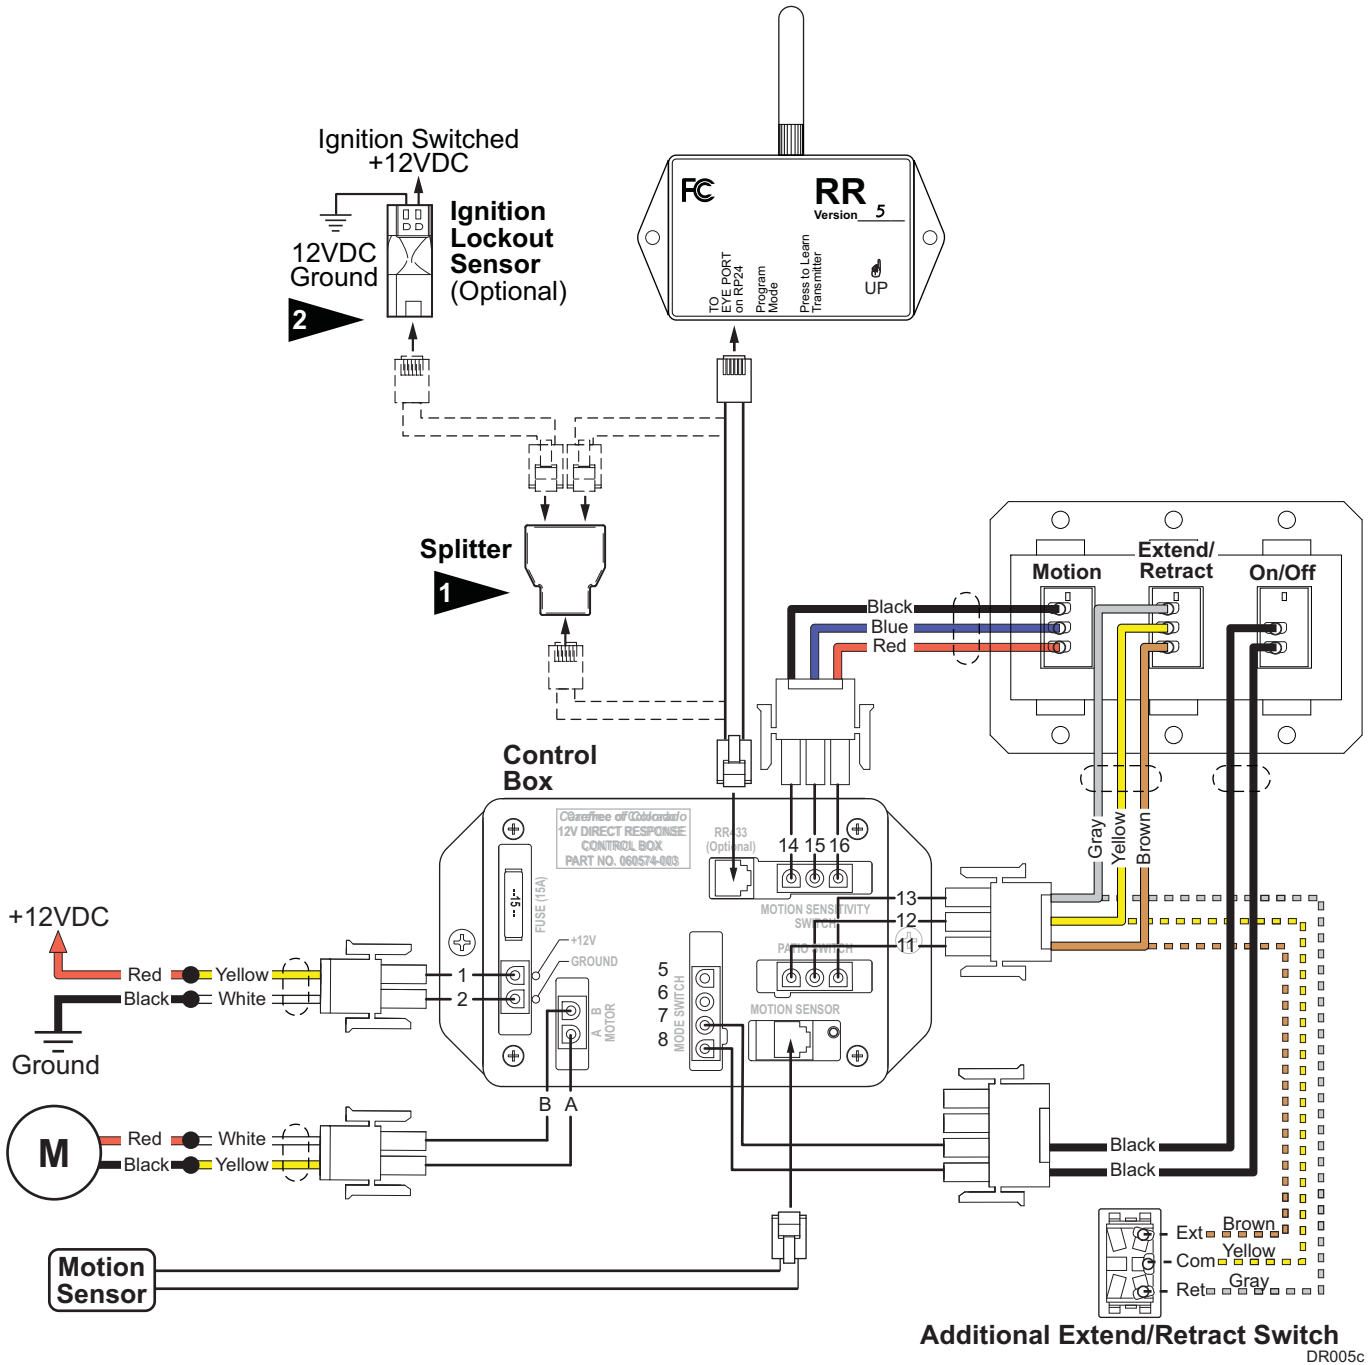 Ignition Switched
+12VDC
12VDC
Ground
Ignition
Lockout
Sensor
(Optional)
2
FC
RR
Version 5
TO
EYE PORT
on RP24
Program
Mode
Press to Learn
Transmitter
UP
Splitter
1
Motion
Extend/
Retract
On/Off
Black
Blue
Red
Gray
Yellow
Brown
Control
Box
Carefree of Colorado
12V DIRECT RESPONSE
CONTROL BOX
PART NO. 060574-003
RR433
(Optional)
14 15 16
MOTION SENSITIVITY
SWITCH
13
12
11
PATIO SWITCH
FUSE (15A)
--15--
+12V
GROUND
B
A
MOTOR
5
6
7
8
MODE SWITCH
MOTION SENSOR
+12VDC
Red
Yellow
1
Black
White
2
Ground
B A
M
Red
White
Black
Yellow
Black
Black
Motion
Sensor
Ext
Brown
Com
Yellow
Ret
Gray
Additional Extend/Retract Switch
DR005c